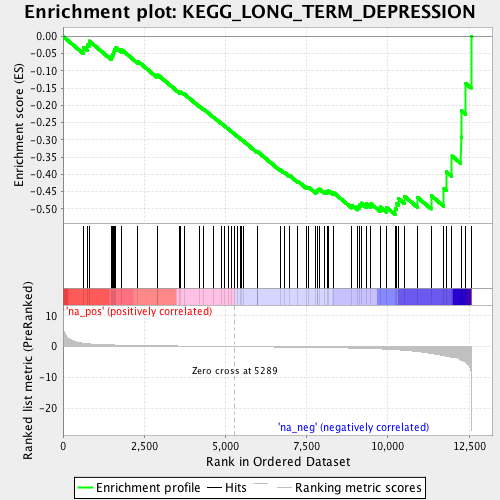 Enrichment plot: KEGG_LONG_TERM_DEPRESSION
Enrichment score (ES)
0.00
-0.05
-0.10
-0.15
-0.20
-0.25
-0.30
-0.35
-0.40
-0.45
-0.50
'na_pos' (positively correlated)
Ranked list metric (PreRanked)
10
5
0
-5
-10
-15
-20
Zero cross at 5289
'na_neg' (negatively correlated)
0
2,500
5,000
7,500
10,000
12,500
Rank in Ordered Dataset
Enrichment profile
Hits
Ranking metric scores